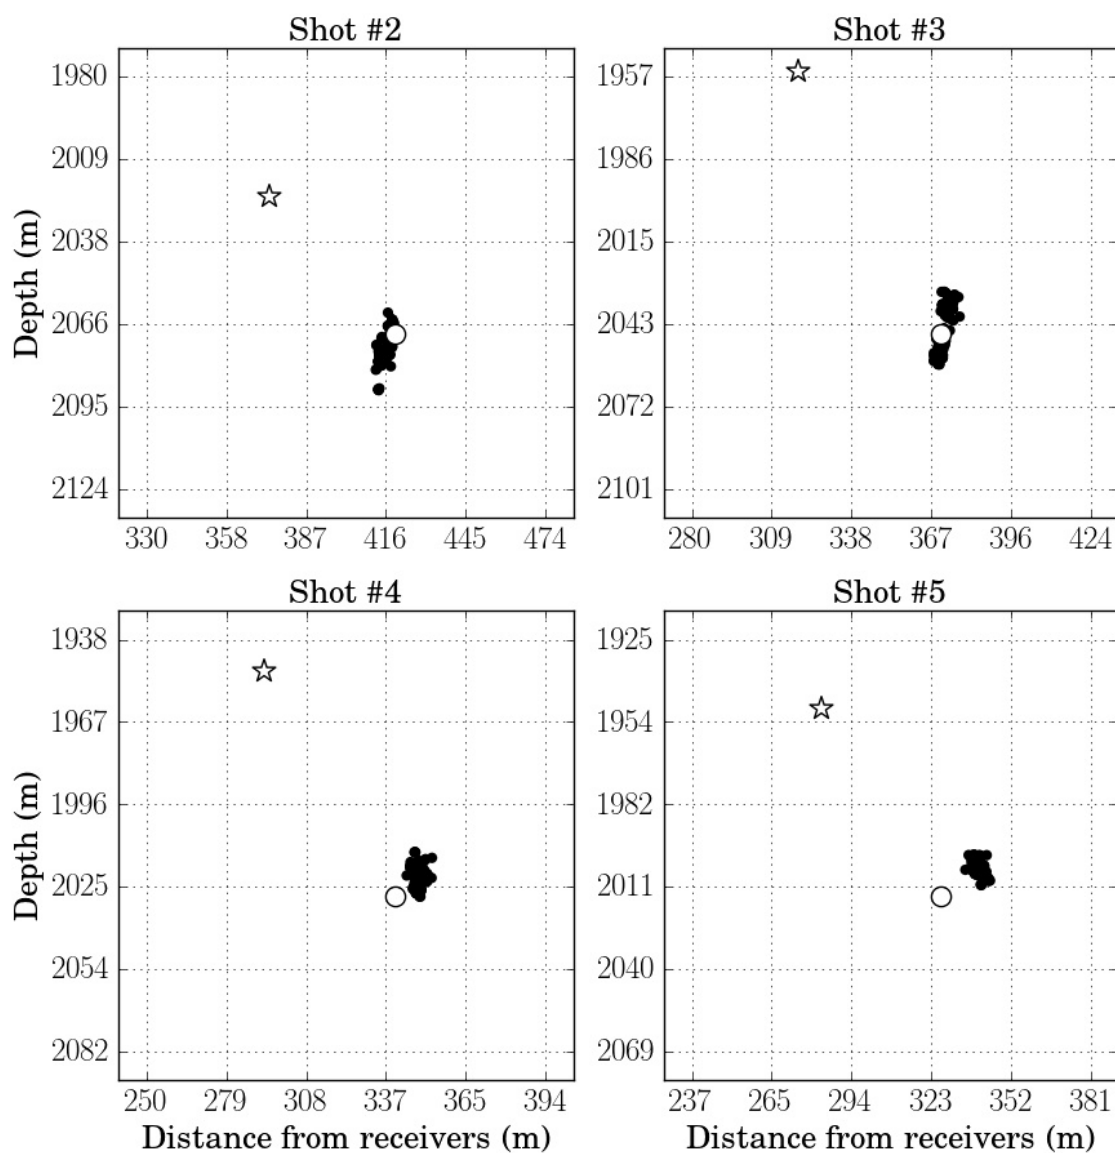 Shot #2
Shot #3
Depth (m)
1980
2009
2038
2066
2095
2124
330 358 387 416 445 474
1957
1986
2015
2043
2072
2101
280 309 338 367 396 424
Shot #4
Shot #5
Depth (m)
1938
1967
1996
2025
2054
2082
250 279 308 337 365 394
Distance from receivers (m)
1925
1954
1982
2011
2040
2069
237 265 294 323 352 381
Distance from receivers (m)